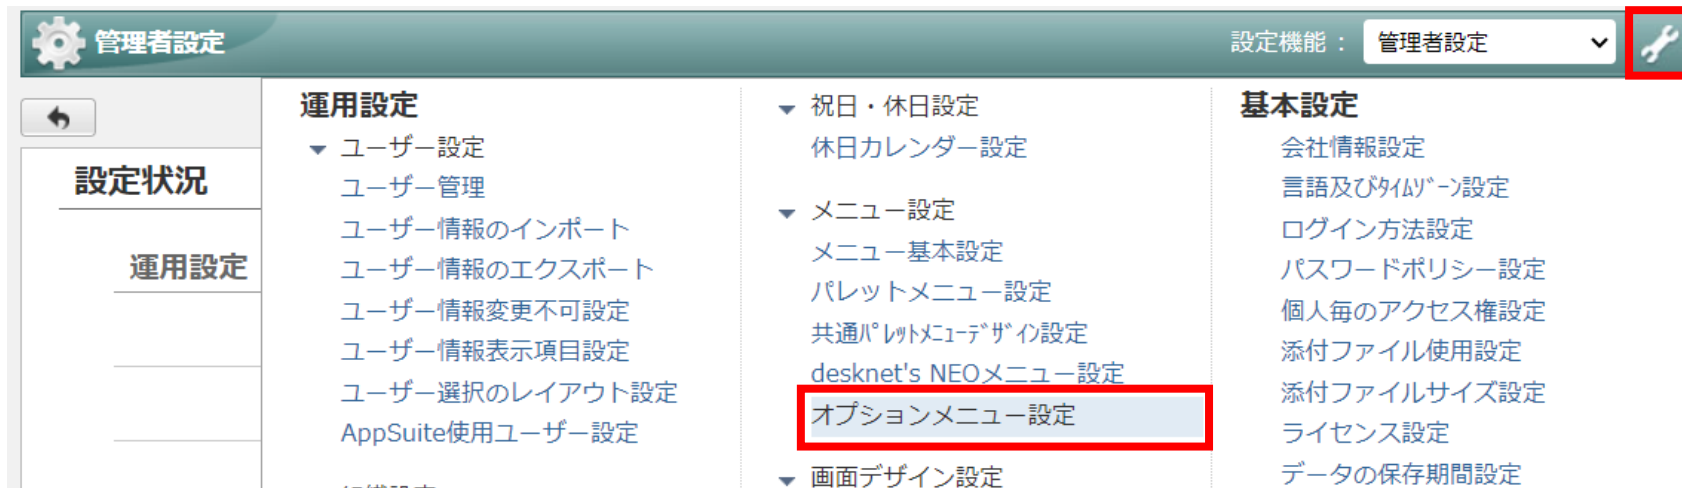 管理者設定
設定機能 : 管理者設定
設定状況
運用設定
運用設定
ユーザー設定
ユーザー管理
ユーザー情報のインポート
ユーザー情報のエクスポート
ユーザー情報変更不可設定
ユーザー情報表示項目設定
ユーザー選択のレイアウト設定
AppSuite使用ユーザー設定
祝日・休日設定
休日カレンダー設定
メニュー設定
メニュー基本設定
パレットメニュー設定
共通ﾊﾟﾚｯﾄﾒﾆｭｰﾃﾞｻﾞｲﾝ設定
desknet's NEOメニュー設定
オプションメニュー設定
画面デザイン設定
基本設定
会社情報設定
言語及びﾀｲﾑｿﾞｰﾝ設定
ログイン方法設定
パスワードポリシー設定
個人毎のアクセス権設定
添付ファイル使用設定
添付ファイルサイズ設定
ライセンス設定
データの保存期間設定